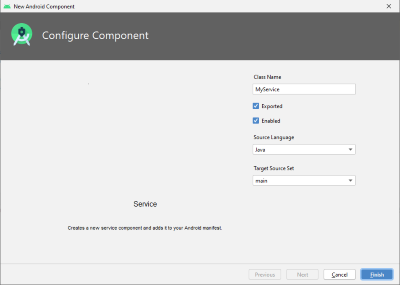 New Android Component
Configure Component
Class Name
MyService
Exported
Enabled
Source Language
Java
Target Source Set
main
Service
Creates a new service component and adds it to your Android manifest.
Previous
Next
Cancel
Finish